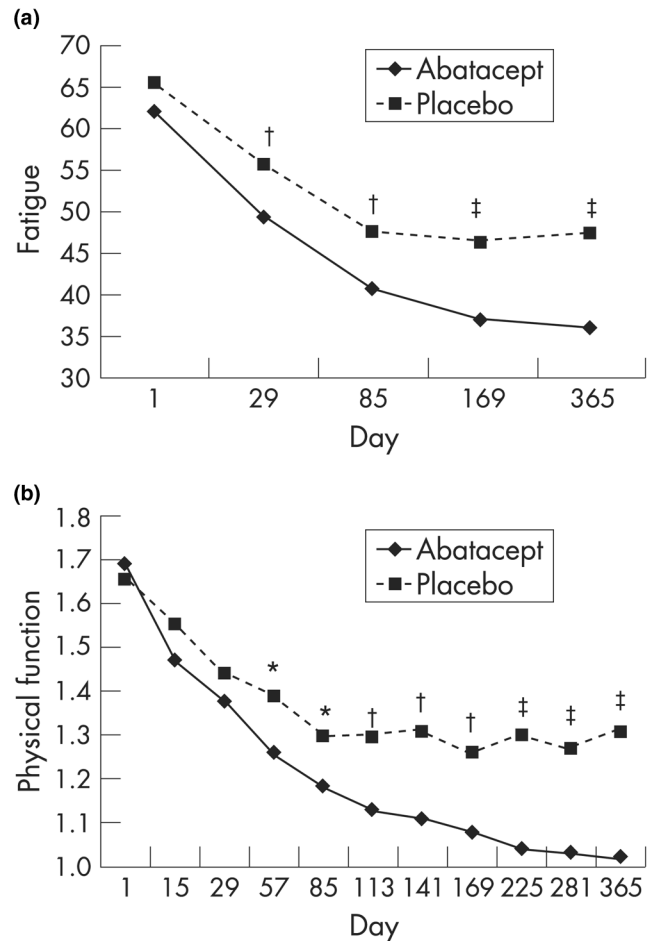 (a)
70
65
60
55
50
45
40
35
30
Fatigue
Abatacept
Placebo
†
†
‡
‡
1 29 85 169 365
Day
(b)
1.8
1.7
1.6
1.5
1.4
1.3
1.2
1.1
1.0
Physical function
Abatacept
Placebo
*
*
†
†
†
‡
‡
‡
1 15 29 57 85 113 141 169 225 281 365
Day